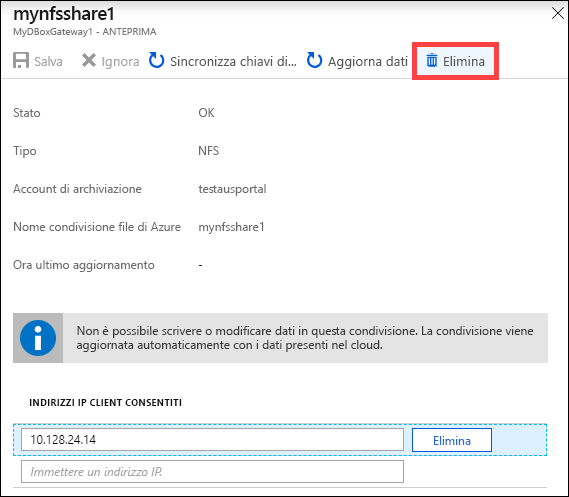 mynfsshare1
MyDBoxGateway1 - ANTEPRIMA
Salva Ignora Sincronizza chiavi di... Aggiorna dati Elimina
Stato OK
Tipo NFS
Account di archiviazione testausportal
Nome condivisione file di Azure mynfsshare1
Ora ultimo aggiornamento -
Non è possibile scrivere o modificare dati in questa condivisione. La condivisione viene
aggiornata automaticamente con i dati presenti nel cloud.
INDIRIZZI IP CLIENT CONSENTITI
10.128.24.14 Elimina
Immettere un indirizzo IP.